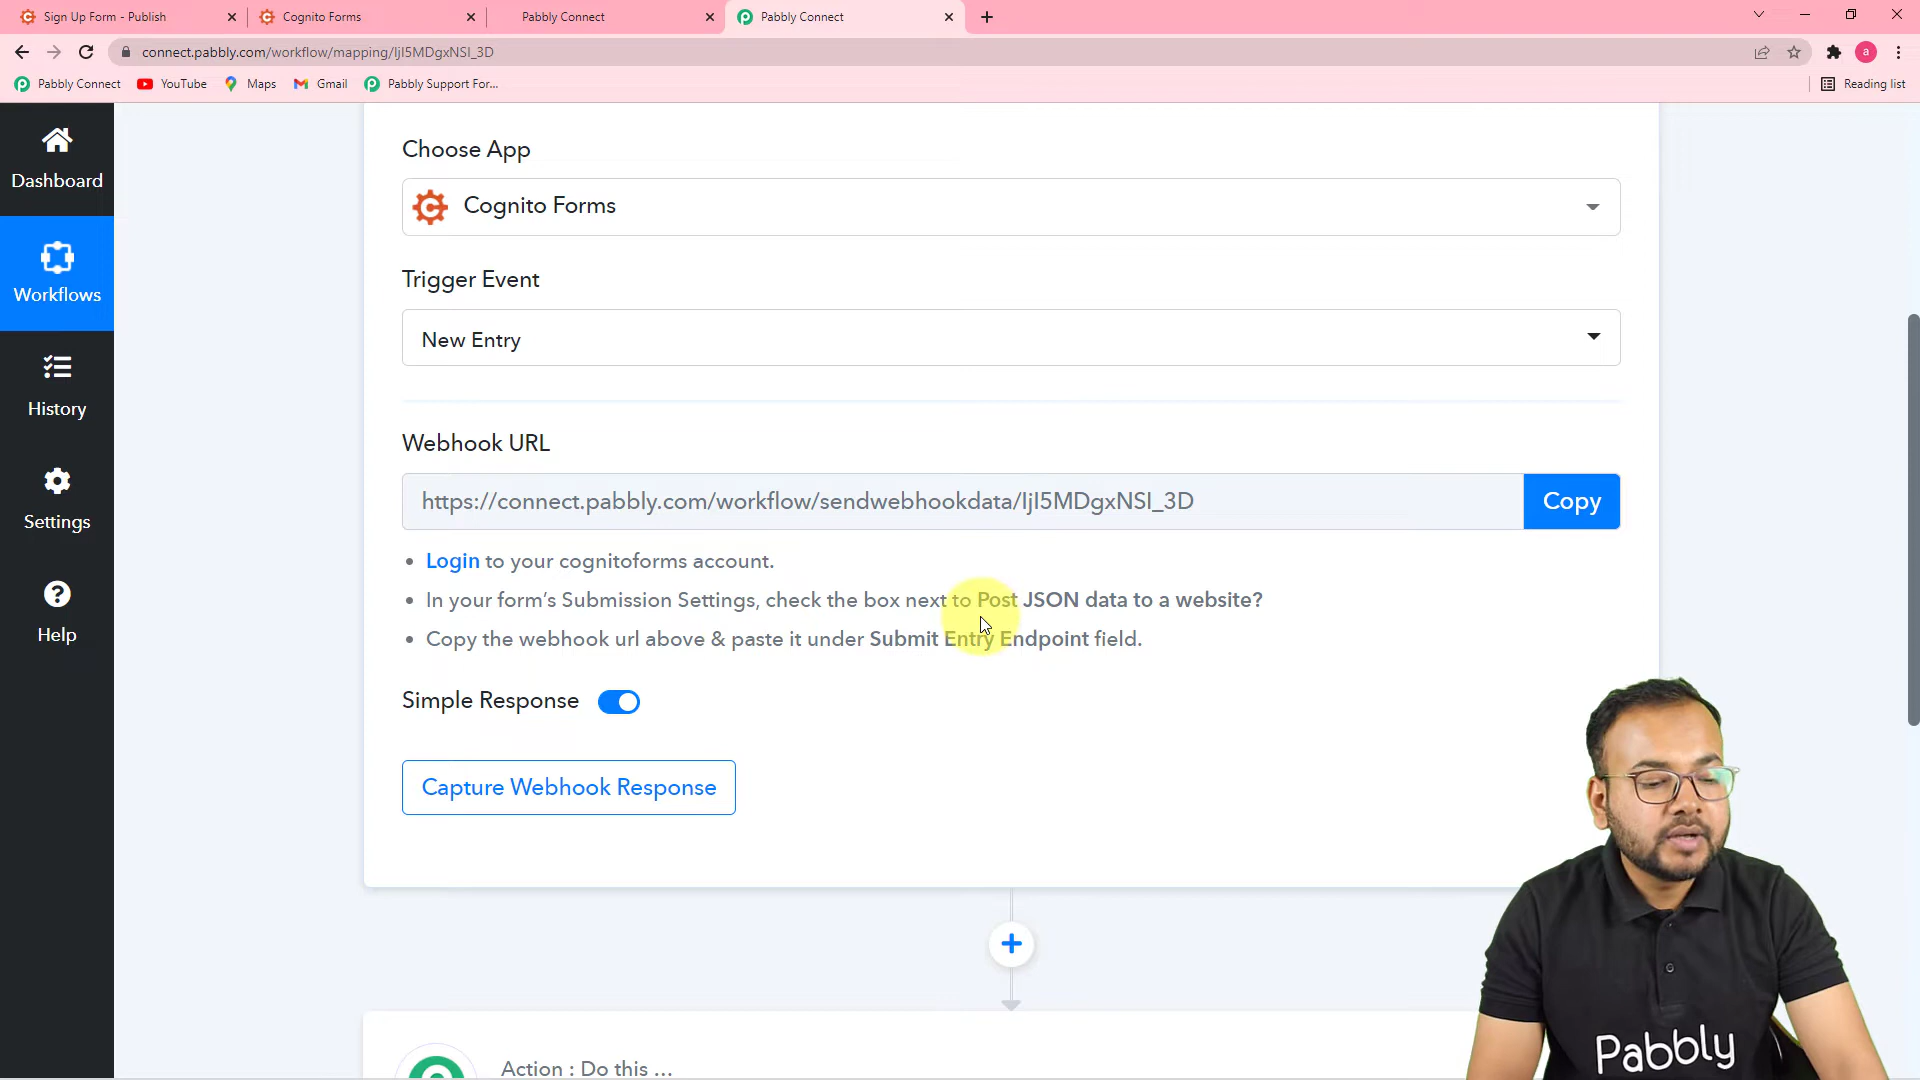 Sign Up Form - Publish
Cognito Forms
Pabbly Connect
Pabbly Connect
connect.pabbly.com/workflow/mapping/IjI5MDgxNSI_3D
a
Pabbly Connect
YouTube
Maps
Gmail
Pabbly Support For...
Reading list
Dashboard
Workflows
History
Settings
Help
Choose App
Cognito Forms
Trigger Event
New Entry
Webhook URL
https://connect.pabbly.com/workflow/sendwebhookdata/IjI5MDgxNSI_3D
Copy
Login to your cognitoforms account.
In your form’s Submission Settings, check the box next to Post JSON data to a website?
Copy the webhook url above & paste it under Submit Entry Endpoint field.
Simple Response
Capture Webhook Response
Action : Do this ...
Pabbly